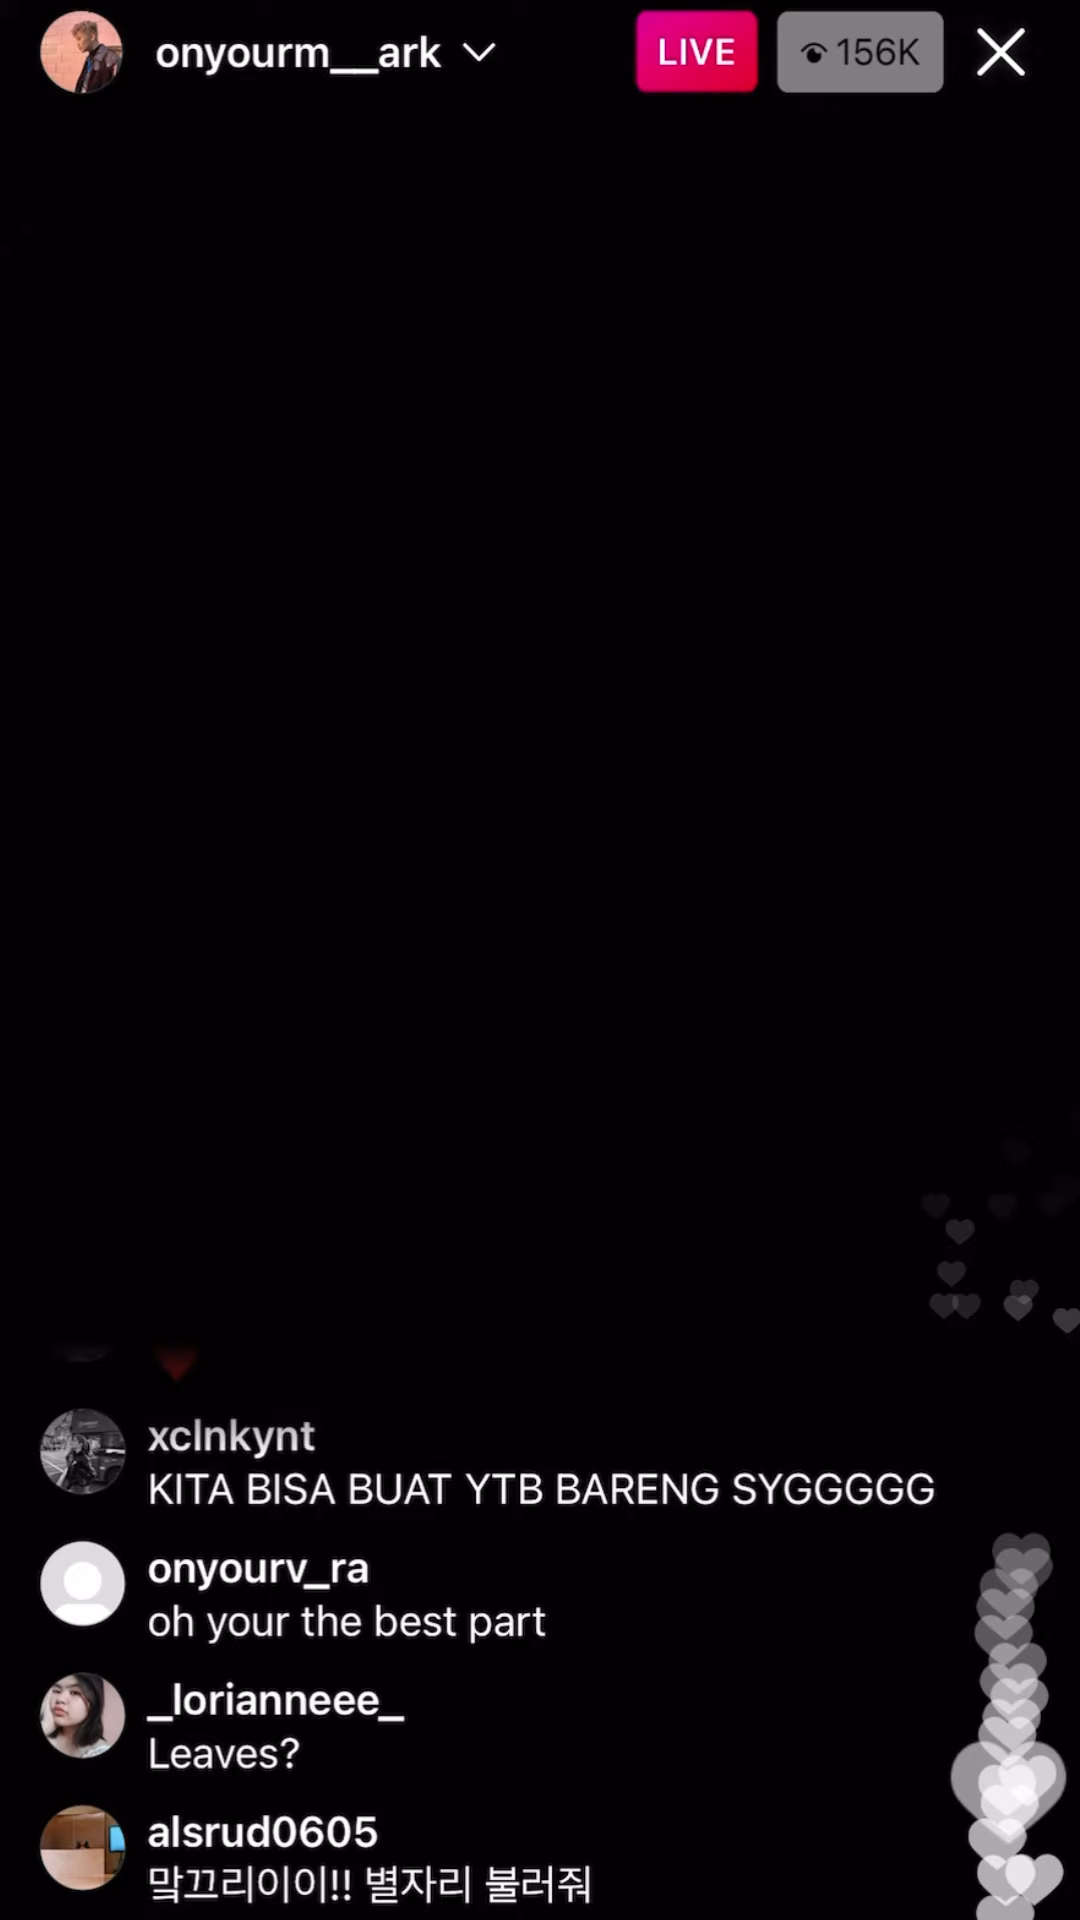 onyourm__ark
LIVE
156K
xclnkynt
KITA BISA BUAT YTB BARENG SYGGGGG
onyourv_ra
oh your the best part
_lorianneee_
Leaves?
alsrud0605
맠끄리이이!! 별자리 불러줘